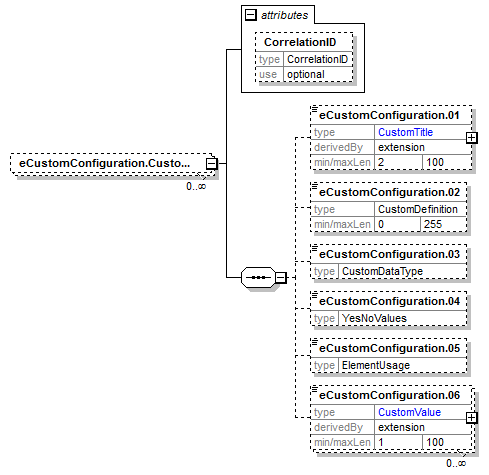 attributes
CorrelationID
type CorrelationID
use optional
eCustomConfiguration.Custo...
0..∞
eCustomConfiguration.01
type CustomTitle
derivedBy extension
min/maxLen 2 100
eCustomConfiguration.02
type CustomDefinition
min/maxLen 0 255
eCustomConfiguration.03
type CustomDataType
eCustomConfiguration.04
type YesNoValues
eCustomConfiguration.05
type ElementUsage
eCustomConfiguration.06
type CustomValue
derivedBy extension
min/maxLen 1 100
0..∞